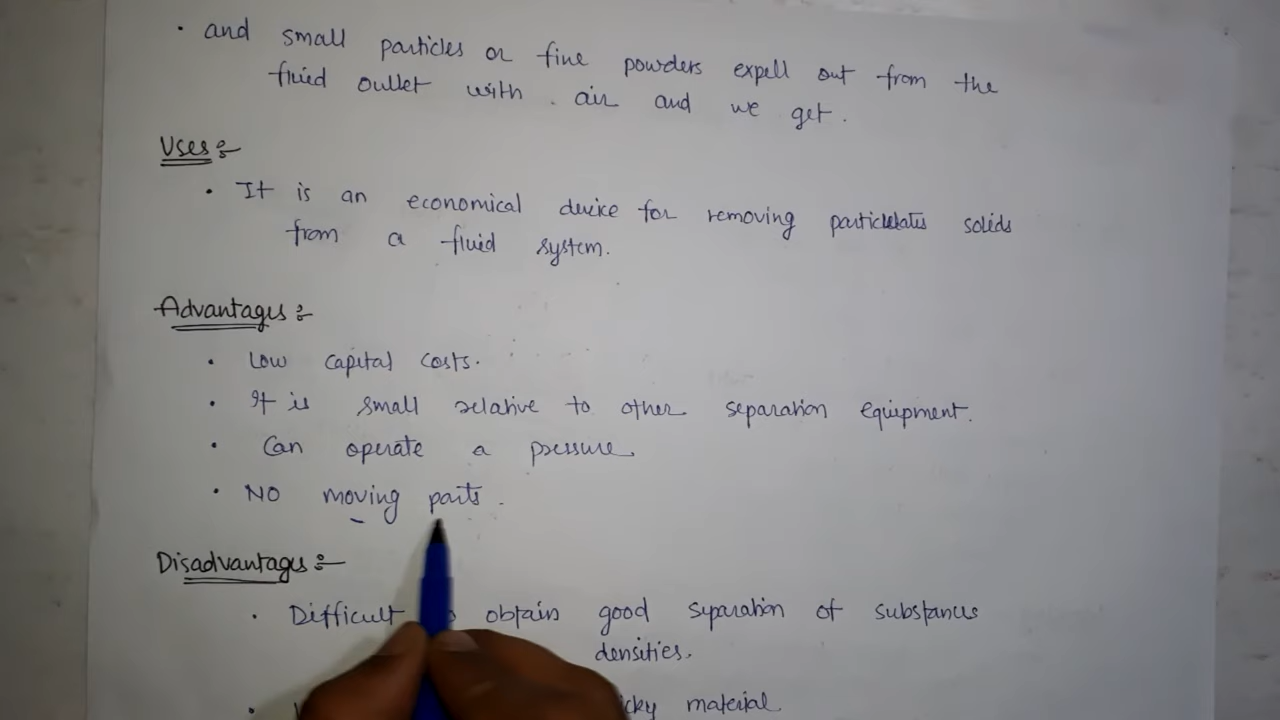 • and small particles or fine powders expell out from the
fluid outlet with . air and we get .
Uses :-
• It is an economical device for removing particulates solids
from a fluid system.
Advantages :-
• Low capital costs.
• It is small relative to other separation equipment.
• Can operate a pressure.
• NO moving parts .
Disadvantages :-
• Difficult obtain good separation of substances
densities.
• material.